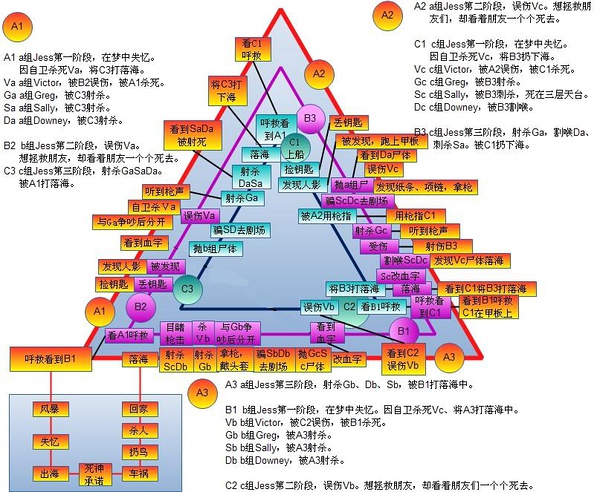 A1
A1 a组Jess第一阶段，在梦中失忆。
因自卫杀死Va，将C3打落海。
Va a组Victor，被B2误伤，被A1杀死。
Ga a组Greg，被C3射杀。
Sa a组Sally，被C3射杀。
Da a组Downey，被C3射杀。
B2 b组Jess第二阶段，误伤Va。
想拯救朋友，却看着朋友一个个死去。
C3 c组Jess第三阶段，射杀GaSaDa。
被A1打落海。
A2
A2 a组Jess第二阶段，误伤Vc。想拯救朋
友们，却看着朋友一个个死去。
C1 c组Jess第一阶段，在梦中失忆。
因自卫杀死Vc，将B3扔下海。
Vc c组Victor，被A2误伤，被C1杀死。
Gc c组Greg，被B3射杀。
Sc c组Sally，被B3刺杀，死在三层天台。
Dc c组Downey，被B3割喉。
B3 c组Jess第三阶段，射杀Ga，割喉Da、
刺杀Sa。被C1扔下海。
看C1
呼救
A2
将C3打
下海
看到SaDa
被射死
听到枪声
自卫杀Va
与Ga争吵后分开
看到血字
发现人影
被发现
捡钥匙
丢钥匙
A1
B2
C3
误伤Va
骗SD去剧场
抛b组尸体
射杀Ga
射杀
DaSa
落海
呼救看
到A1
B3
C1
上船
捡钥匙
发现人影
丢钥匙
被发现，跑上甲板
看到Da尸体
误伤Vc
抛a组尸
发现纸条、项链，拿枪
骗ScDc去剧场
被A2用枪指
用枪指C1
射杀Gc
听到枪声
受伤
射伤B3
割喉ScDc
发现Vc尸体落海
Sc改血字
将B3打落海
落海
看到C1将B3打落海
误伤Vb
C2
看B1呼救
呼救看
到C1
看到B1呼救
C1在甲板上
B1
看A1呼救
目睹
枪击
杀
Vb
与Gb争
吵后分开
看到
血字
看到C2
误伤Vb
A3
呼救看到B1
落海
射杀
ScDb
射杀
Gb
拿枪，
戴头套
骗SbDb
去剧场
抛GcS
c尸体
改血字
风暴
失忆
出海
死神
承诺
车祸
扔鸟
杀人
回家
A3
A3 a组Jess第三阶段，射杀Gb、Db、Sb，被B1打落海中。
B1 b组Jess第一阶段，在梦中失忆。因自卫杀死Vc、将A3打落海中。
Vb b组Victor，被C2误伤，被B1杀死。
Gb b组Greg，被A3射杀。
Sb b组Sally，被A3射杀。
Db b组Downey，被A3射杀。
C2 c组Jess第二阶段，误伤Vb。想拯救朋友，却看着朋友们一个个死去。